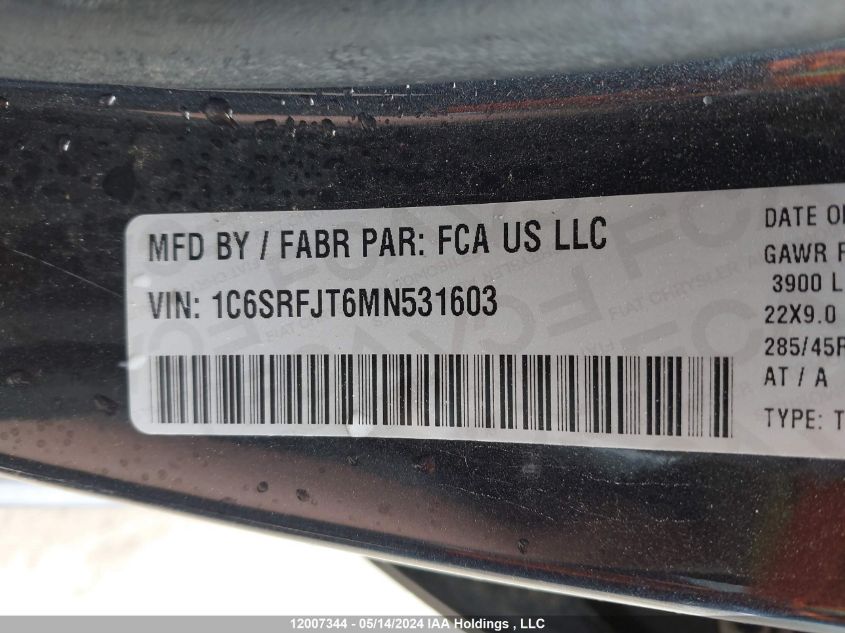 MFD BY / FABR PAR: FCA US LLC
VIN: 1C6SRFJT6MN531603
DATE O
GAWR F
3900 L
22X9.0
285/45R
AT / A
TYPE: T
12007344 - 05/14/2024 IAA Holdings , LLC